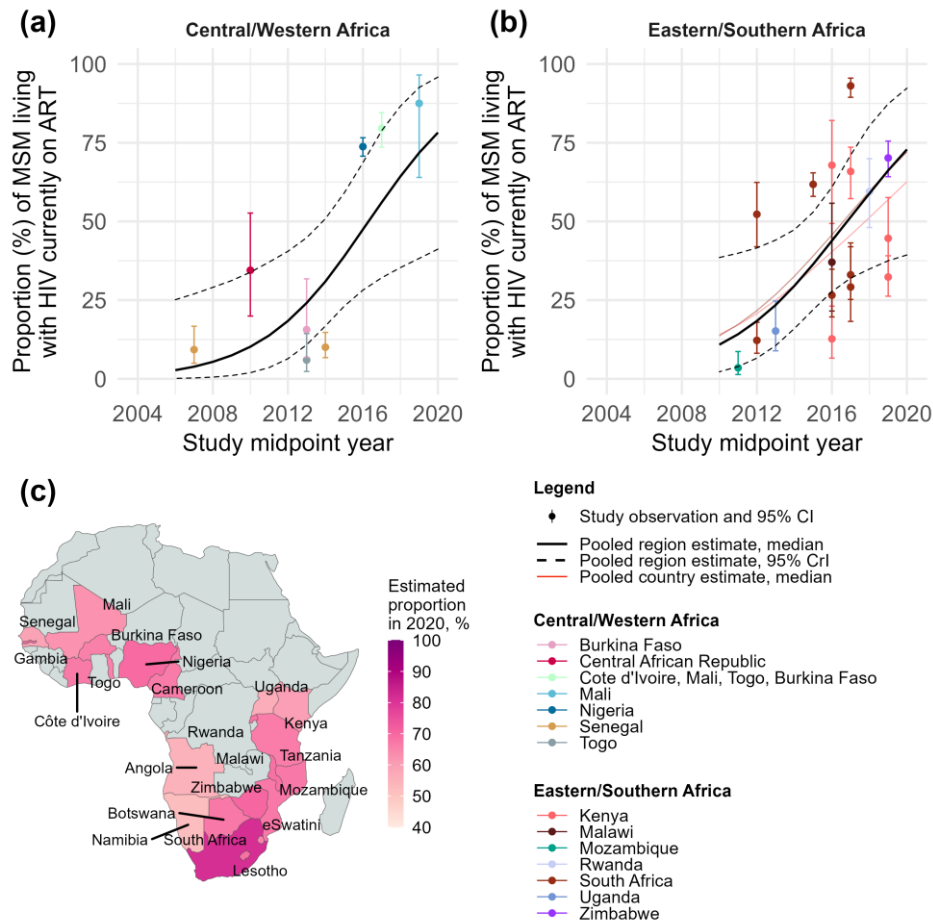 (a)
Central/Western Africa
Proportion (%) of MSM living
with HIV currently on ART
100
75
50
25
0
2004 2008 2012 2016 2020
Study midpoint year
(b)
Eastern/Southern Africa
Proportion (%) of MSM living
with HIV currently on ART
100
75
50
25
0
2004 2008 2012 2016 2020
Study midpoint year
(c)
Mali
Senegal
Burkina Faso
Gambia
Nigeria
Togo
Cameroon
Uganda
Côte d'Ivoire
Kenya
Rwanda
Tanzania
Malawi
Angola
Zimbabwe
Mozambique
Botswana
eSwatini
Namibia
South Africa
Lesotho
Estimated
proportion
in 2020, %
100
90
80
70
60
50
40
Legend
Study observation and 95% CI
Pooled region estimate, median
Pooled region estimate, 95% CrI
Pooled country estimate, median
Central/Western Africa
Burkina Faso
Central African Republic
Cote d'Ivoire, Mali, Togo, Burkina Faso
Mali
Nigeria
Senegal
Togo
Eastern/Southern Africa
Kenya
Malawi
Mozambique
Rwanda
South Africa
Uganda
Zimbabwe